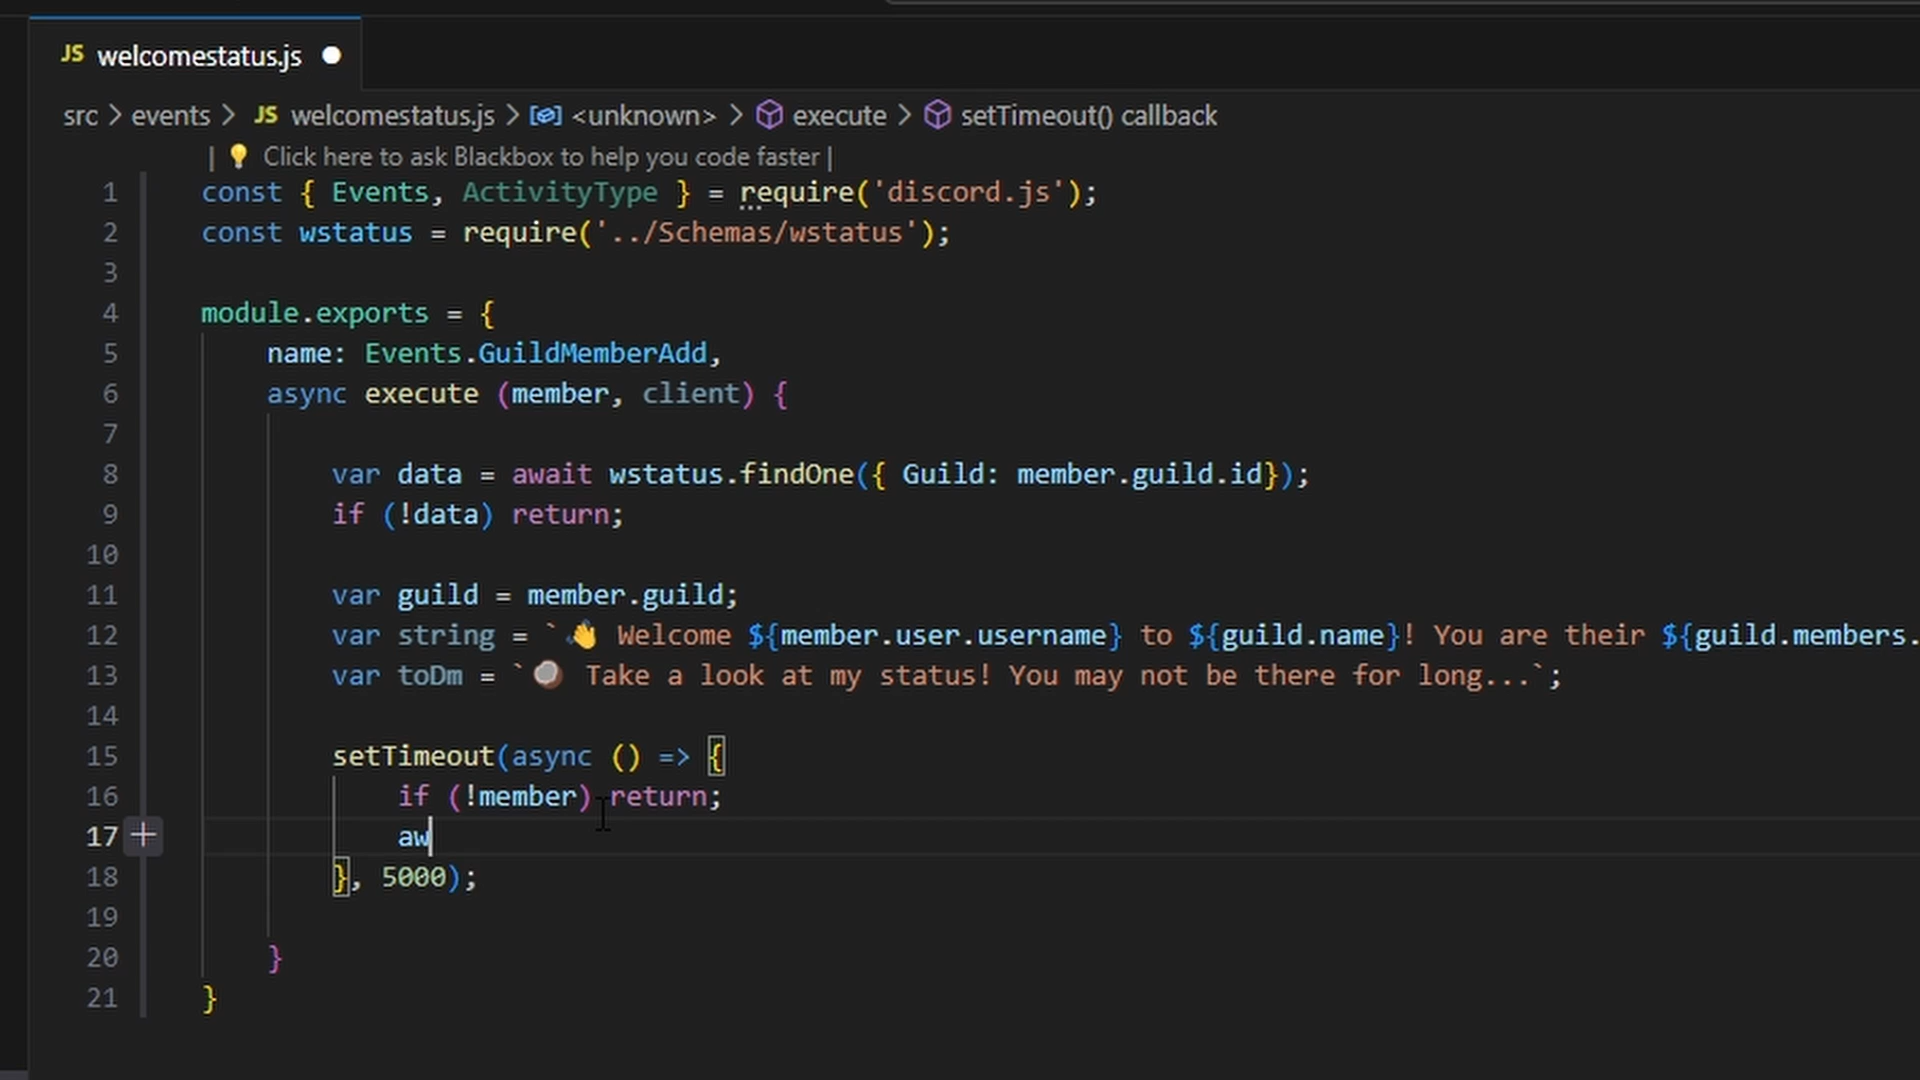 JS welcomestatus.js
src > events > JS welcomestatus.js > <unknown> > execute > setTimeout() callback
| 💡 Click here to ask Blackbox to help you code faster |
1 const { Events, ActivityType } = require('discord.js');
2 const wstatus = require('../Schemas/wstatus');
3
4 module.exports = {
5 name: Events.GuildMemberAdd,
6 async execute (member, client) {
7
8 var data = await wstatus.findOne({ Guild: member.guild.id});
9 if (!data) return;
10
11 var guild = member.guild;
12 var string = `👋 Welcome ${member.user.username} to ${guild.name}! You are their ${guild.members.
13 var toDm = `🥥 Take a look at my status! You may not be there for long...`;
14
15 setTimeout(async () => {
16 if (!member) return;
17 aw
18 }, 5000);
19
20 }
21 }